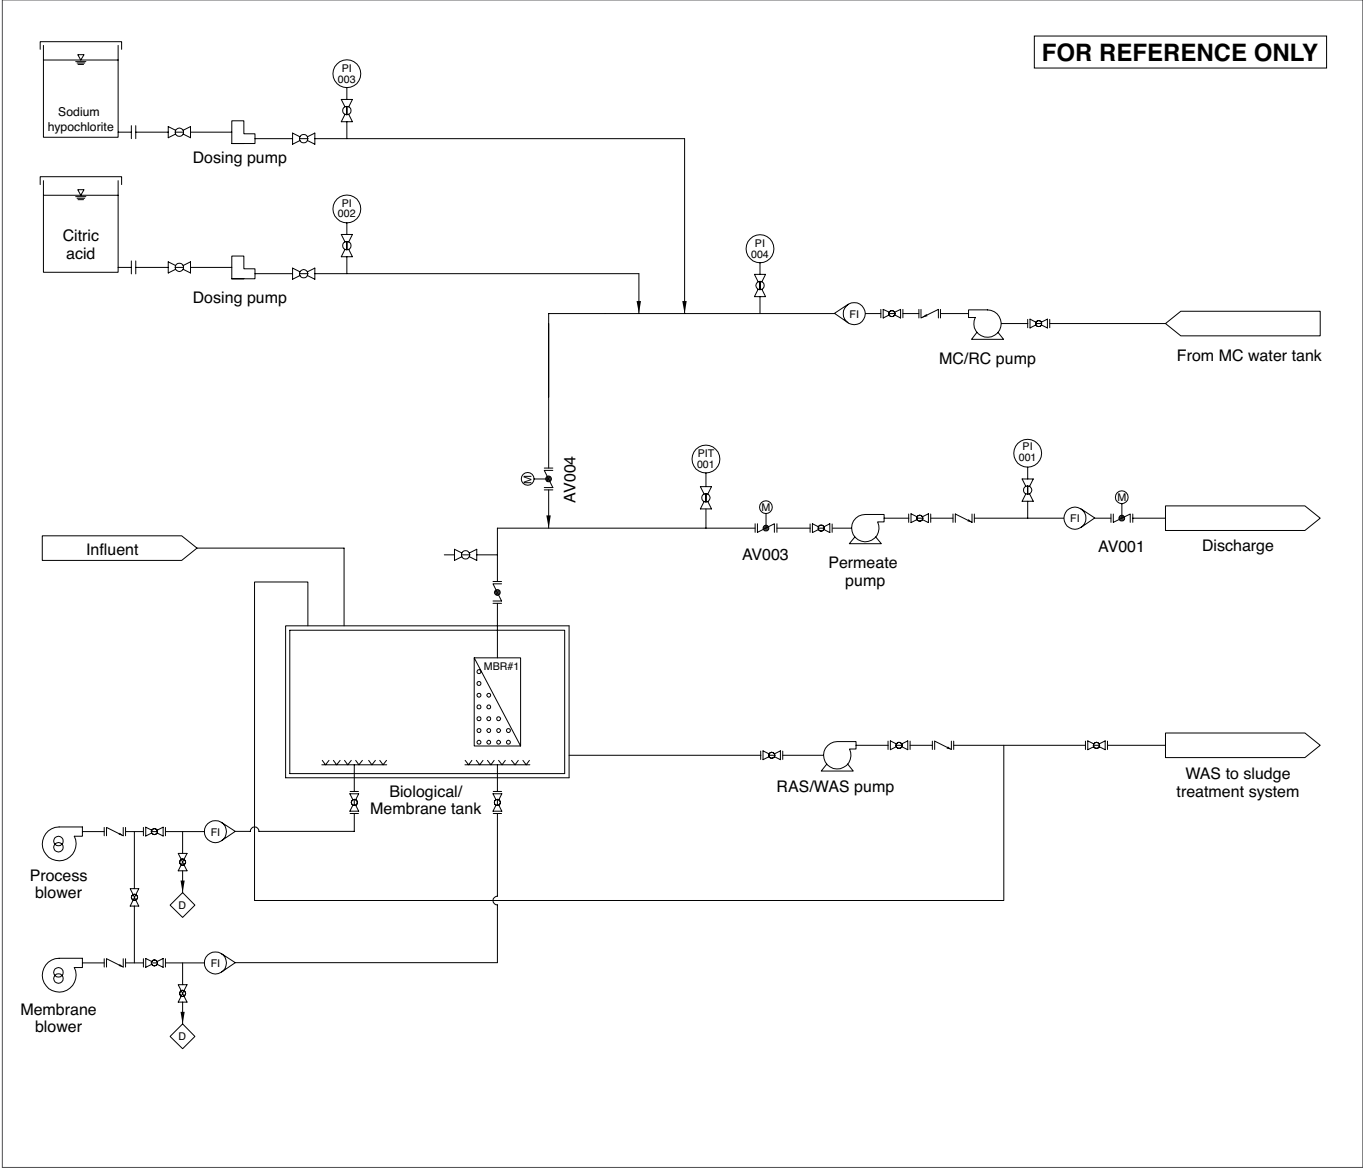 FOR REFERENCE ONLY
PI
003
Sodium
hypochlorite
Dosing pump
PI
002
Citric
acid
Dosing pump
PI
004
FI
MC/RC pump
From MC water tank
M
AV004
PIT
001
PI
001
M
AV003
Permeate
pump
FI
M
AV001
Discharge
Influent
MBR#1
Biological/
Membrane tank
RAS/WAS pump
WAS to sludge
treatment system
FI
Process
blower
D
FI
Membrane
blower
D